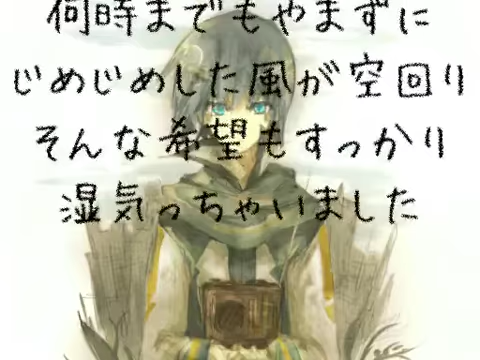 何時までもやまずに
じめじめした風が空回り
そんな希望もすっかり
湿気っちゃいました